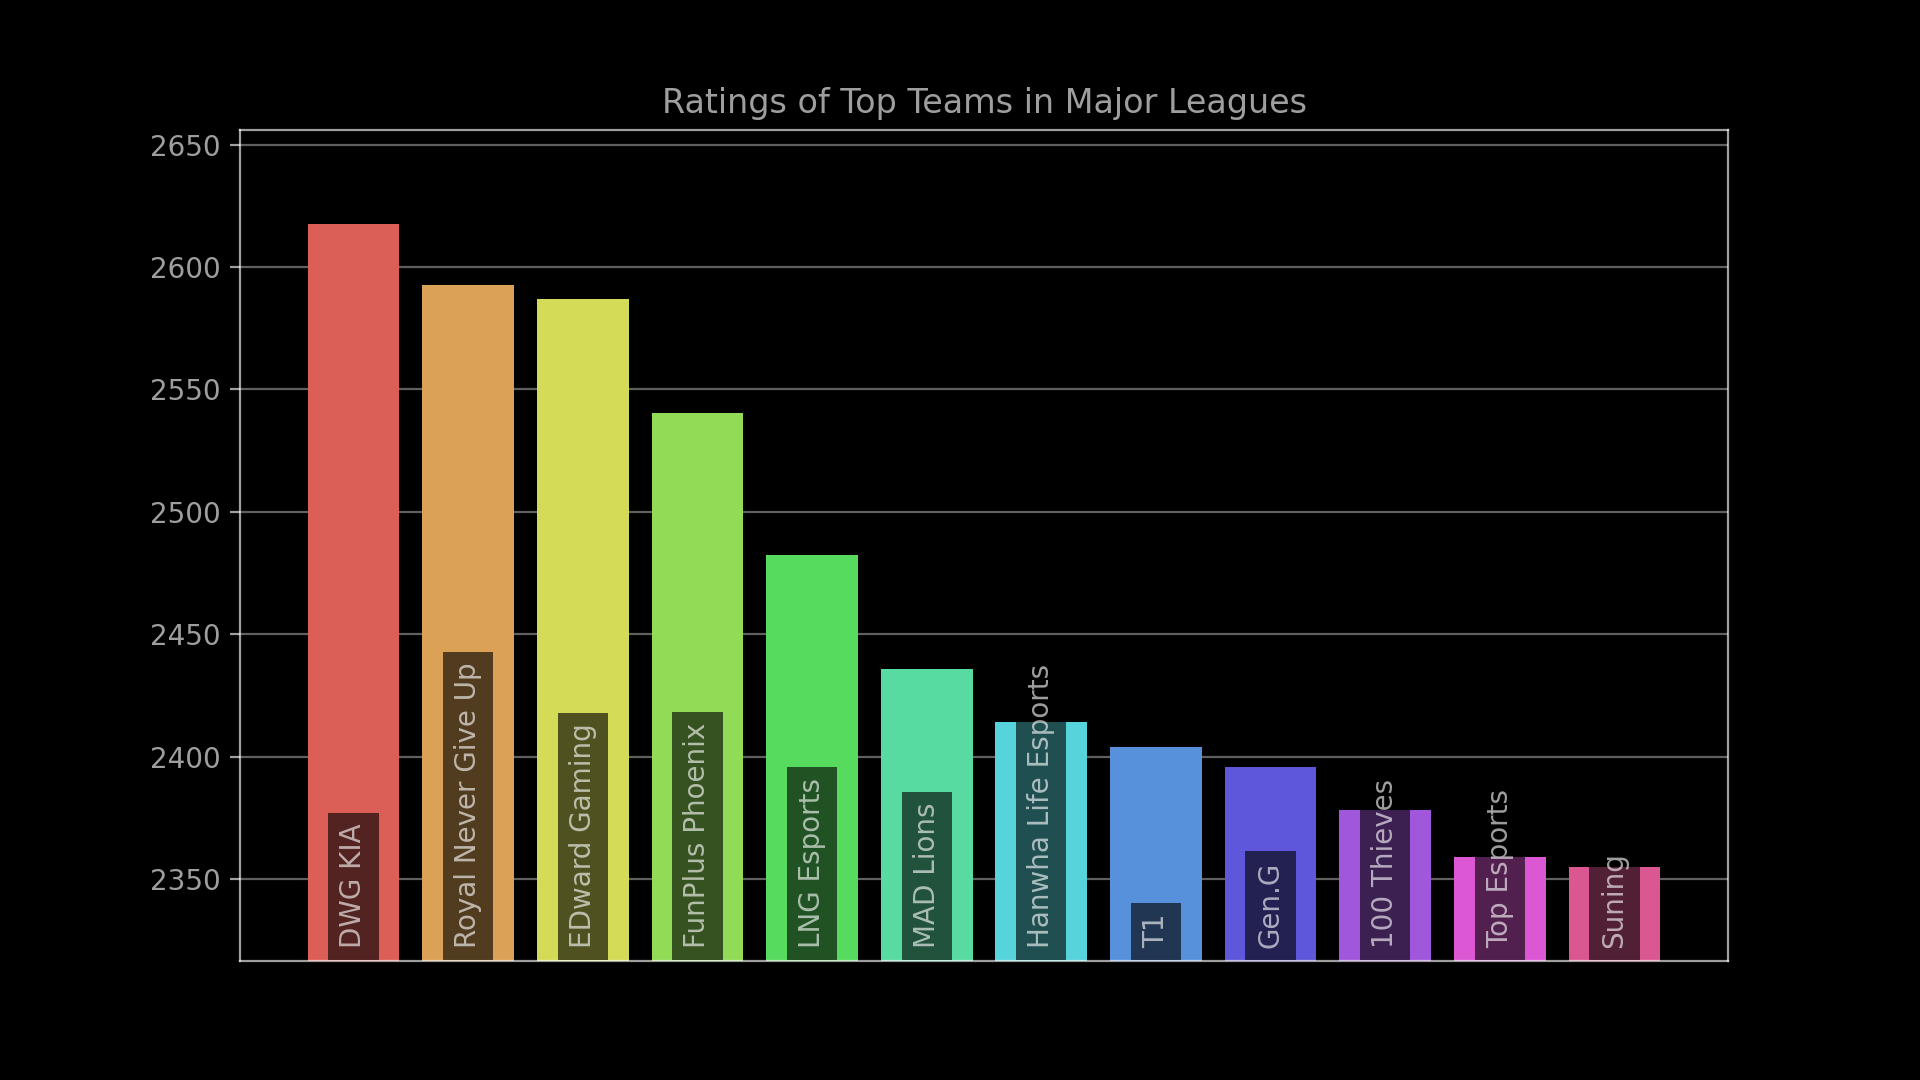 Ratings of Top Teams in Major Leagues
2650
2600
2550
2500
2450
2400
2350
DWG KIA
Royal Never Give Up
EDward Gaming
FunPlus Phoenix
LNG Esports
MAD Lions
Hanwha Life Esports
T1
Gen.G
100 Thieves
Top Esports
Suning